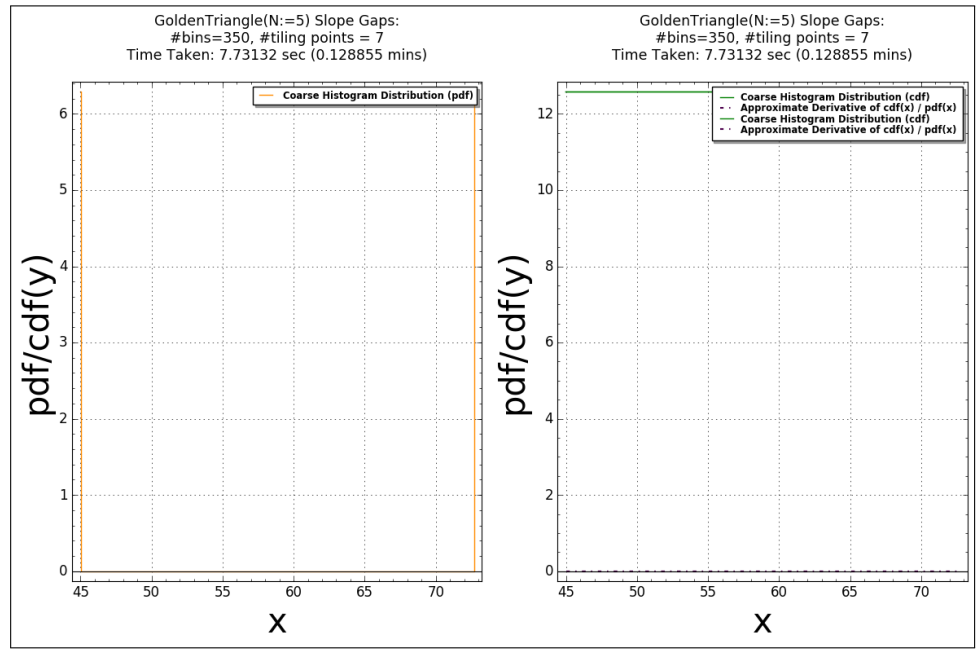 GoldenTriangle(N:=5) Slope Gaps:
#bins=350, #tiling points = 7
Time Taken: 7.73132 sec (0.128855 mins)
Coarse Histogram Distribution (pdf)
6
5
4
3
2
1
0
pdf/cdf(y)
45 50 55 60 65 70
x
GoldenTriangle(N:=5) Slope Gaps:
#bins=350, #tiling points = 7
Time Taken: 7.73132 sec (0.128855 mins)
Coarse Histogram Distribution (cdf)
Approximate Derivative of cdf(x) / pdf(x)
Coarse Histogram Distribution (cdf)
Approximate Derivative of cdf(x) / pdf(x)
12
10
8
6
4
2
0
pdf/cdf(y)
45 50 55 60 65 70
x